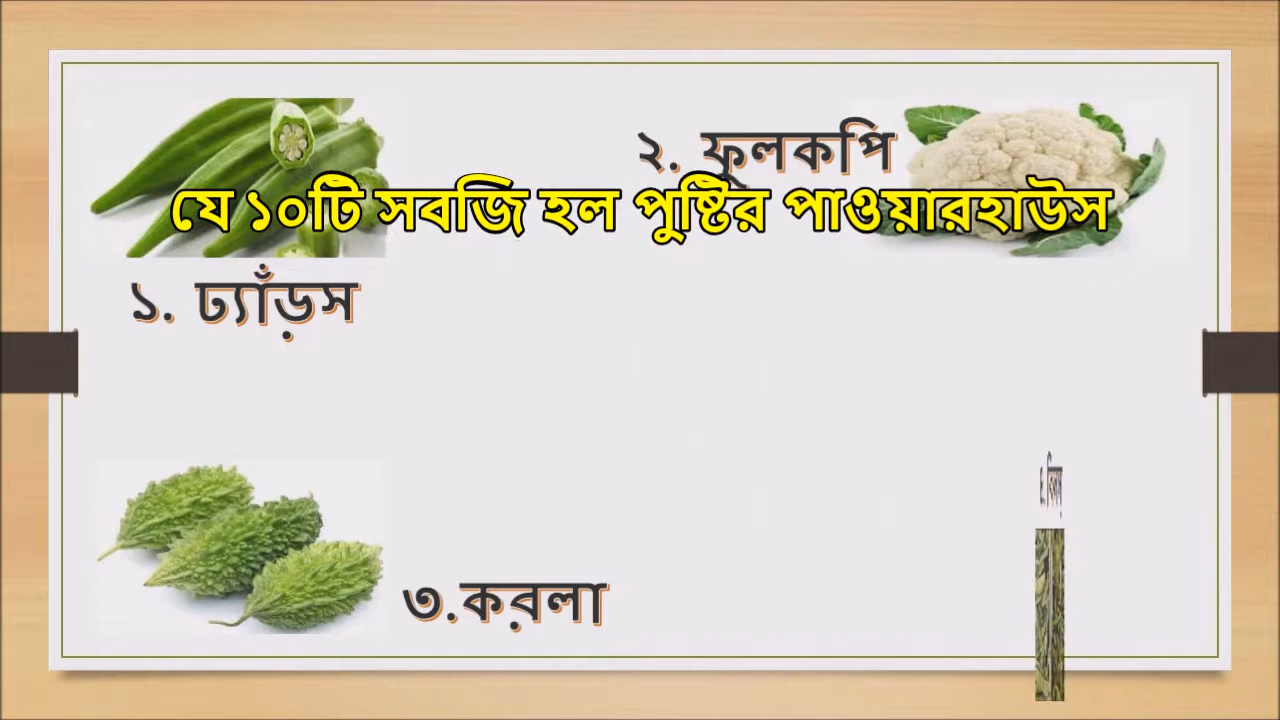 ২. ফুলকপি
যে ১০টি সবজি হল পুষ্টির পাওয়ারহাউস
১. ঢ্যাঁড়স
৩.করলা